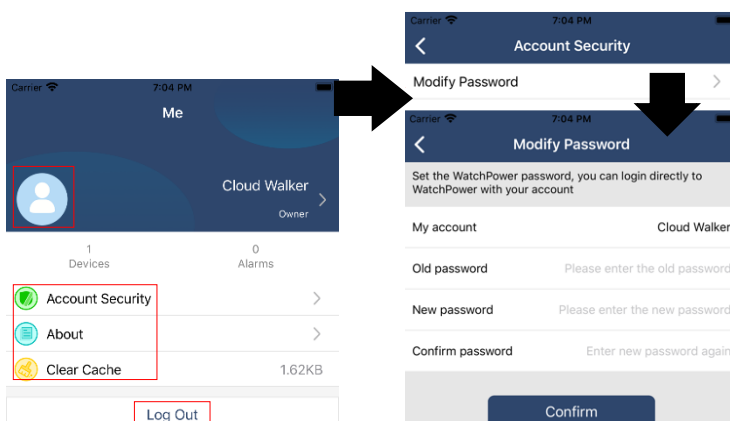 Carrier 7:04 PM
Me
Cloud Walker
Owner
1
Devices
0
Alarms
Account Security
About
Clear Cache 1.62KB
Log Out
Carrier 7:04 PM
Account Security
Modify Password
Carrier 7:04 PM
Modify Password
Set the WatchPower password, you can login directly to
WatchPower with your account
My account Cloud Walker
Old password Please enter the old password
New password Please enter the new password
Confirm password Enter new password again
Confirm